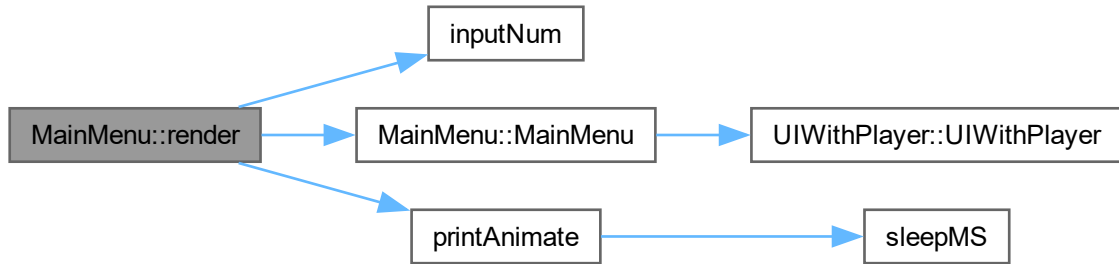 inputNum
MainMenu::render
MainMenu::MainMenu
UIWithPlayer::UIWithPlayer
printAnimate
sleepMS